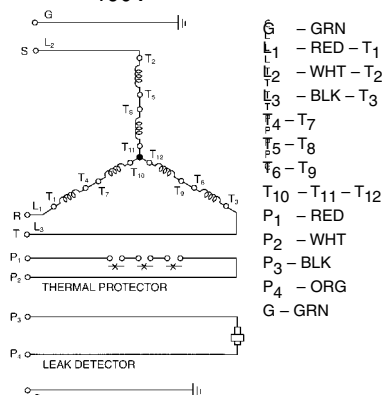 G
S L2
T2
T5
T8
T11 T12
T10
T4 T7
T1
T9 T6
T3
R L1
T L3
P1
P2
THERMAL PROTECTOR
P3
P4
LEAK DETECTOR
G – GRN
L1 – RED – T1
L2 – WHT – T2
L3 – BLK – T3
T4 – T7
T5 – T8
T6 – T9
T10 – T11 – T12
P1 – RED
P2 – WHT
P3 – BLK
P4 – ORG
G – GRN